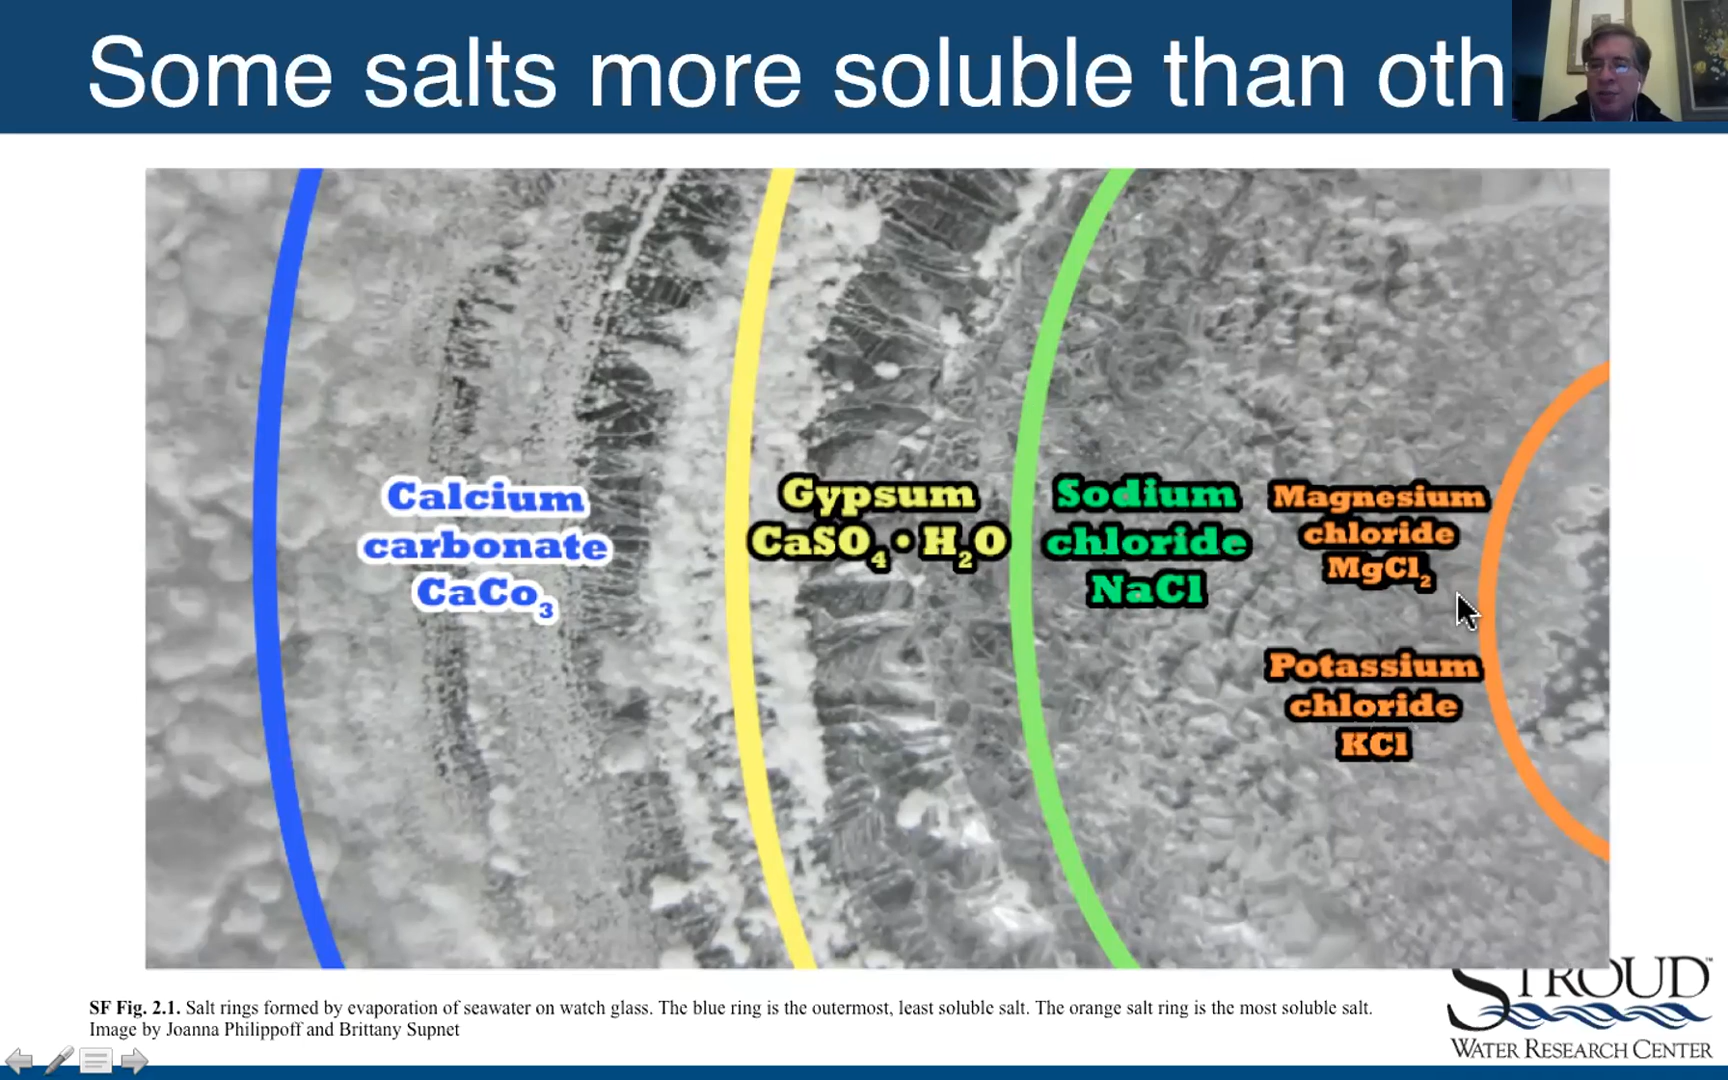 Some salts more soluble than oth
Calcium
carbonate
CaCo₃
Gypsum
CaSO₄ • H₂O
Sodium
chloride
NaCl
Magnesium
chloride
MgCl₂
Potassium
chloride
KCl
SF Fig. 2.1. Salt rings formed by evaporation of seawater on watch glass. The blue ring is the outermost, least soluble salt. The orange salt ring is the most soluble salt.
Image by Joanna Philippoff and Brittany Supnet
STROUD™
WATER RESEARCH CENTER